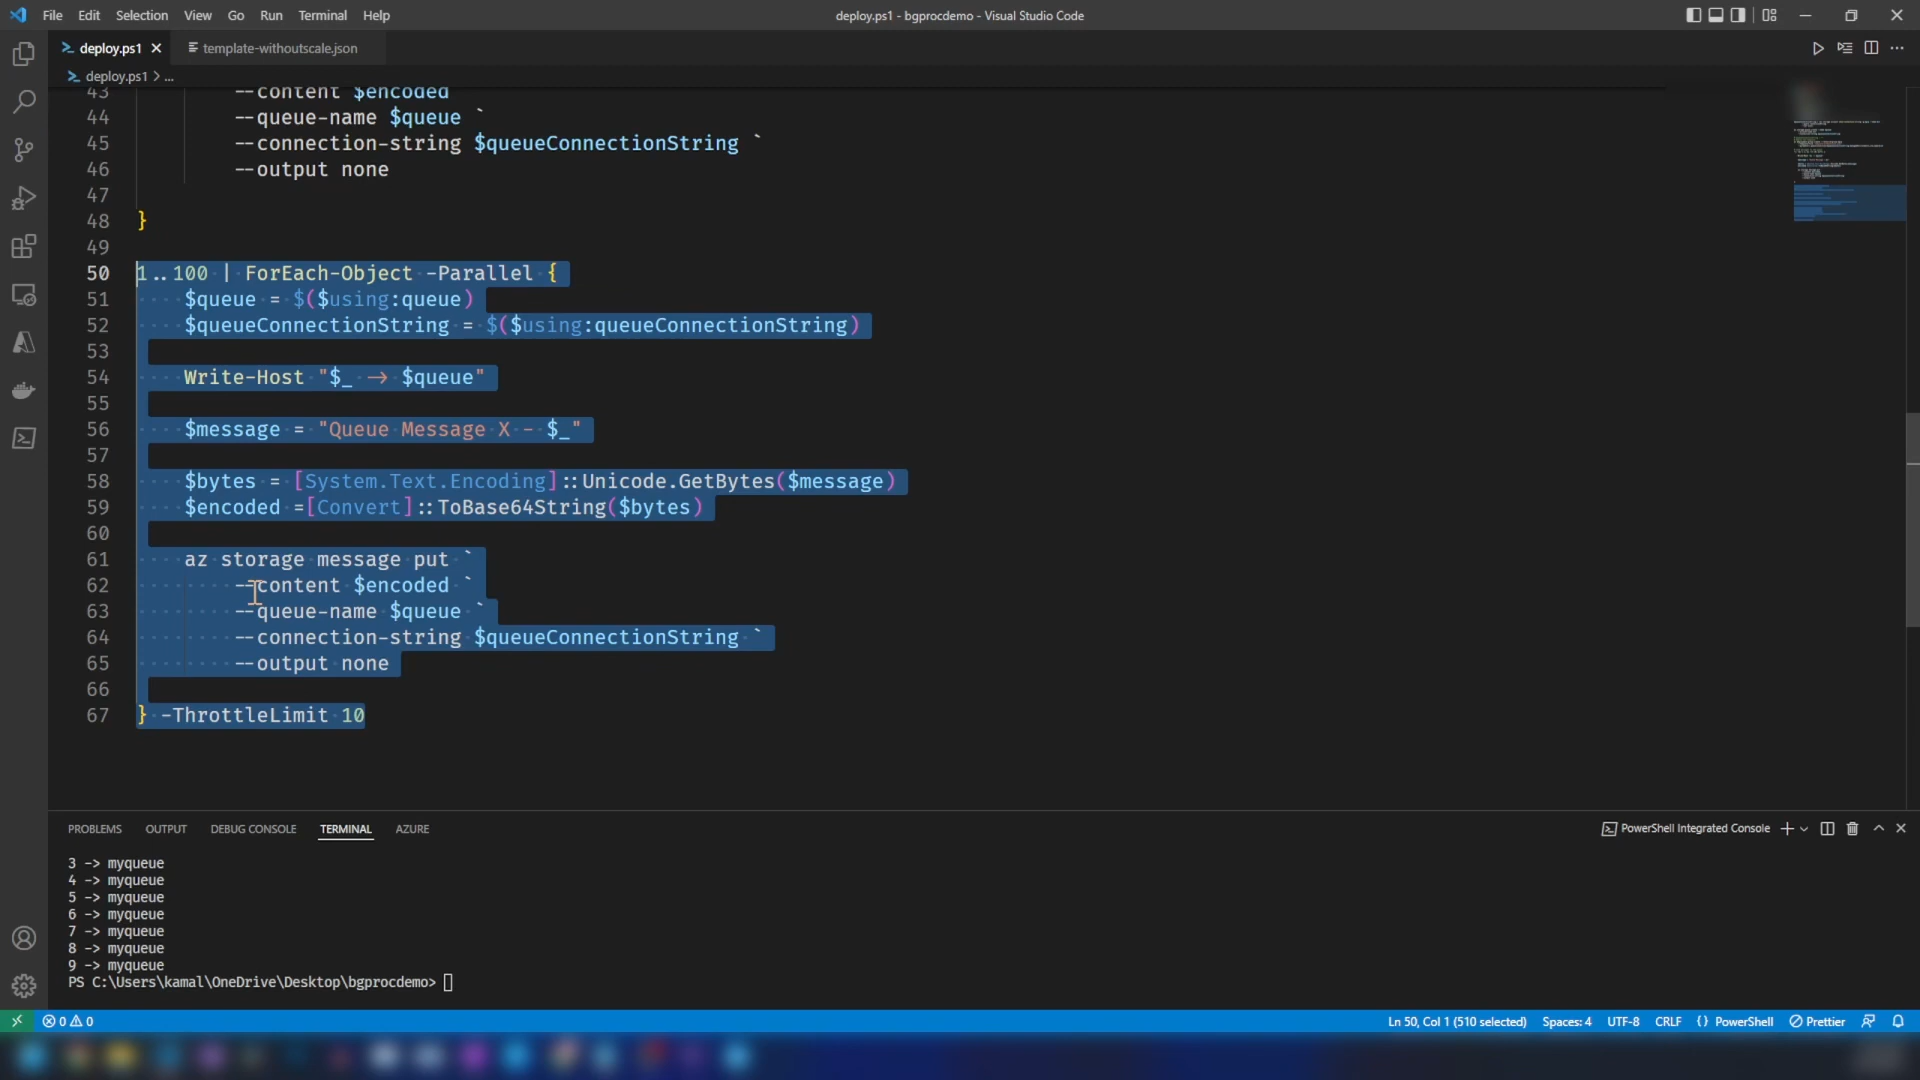 File Edit Selection View Go Run Terminal Help
deploy.ps1 - bgprocdemo - Visual Studio Code
deploy.ps1
template-withoutscale.json
deploy.ps1 > ...
43 --content $encoded
44 --queue-name $queue `
45 --connection-string $queueConnectionString `
46 --output none
47
48 }
49
50 1..100 | ForEach-Object -Parallel {
51 $queue = $($using:queue)
52 $queueConnectionString = $($using:queueConnectionString)
53
54 Write-Host "$_ -> $queue"
55
56 $message = "Queue Message X - $_"
57
58 $bytes = [System.Text.Encoding]::Unicode.GetBytes($message)
59 $encoded =[Convert]::ToBase64String($bytes)
60
61 az storage message put `
62 --content $encoded `
63 --queue-name $queue `
64 --connection-string $queueConnectionString `
65 --output none
66
67 } -ThrottleLimit 10
PROBLEMS OUTPUT DEBUG CONSOLE TERMINAL AZURE
PowerShell Integrated Console
3 -> myqueue
4 -> myqueue
5 -> myqueue
6 -> myqueue
7 -> myqueue
8 -> myqueue
9 -> myqueue
PS C:\Users\kamal\OneDrive\Desktop\bgprocdemo>
0 0
Ln 50, Col 1 (510 selected) Spaces: 4 UTF-8 CRLF {} PowerShell Prettier